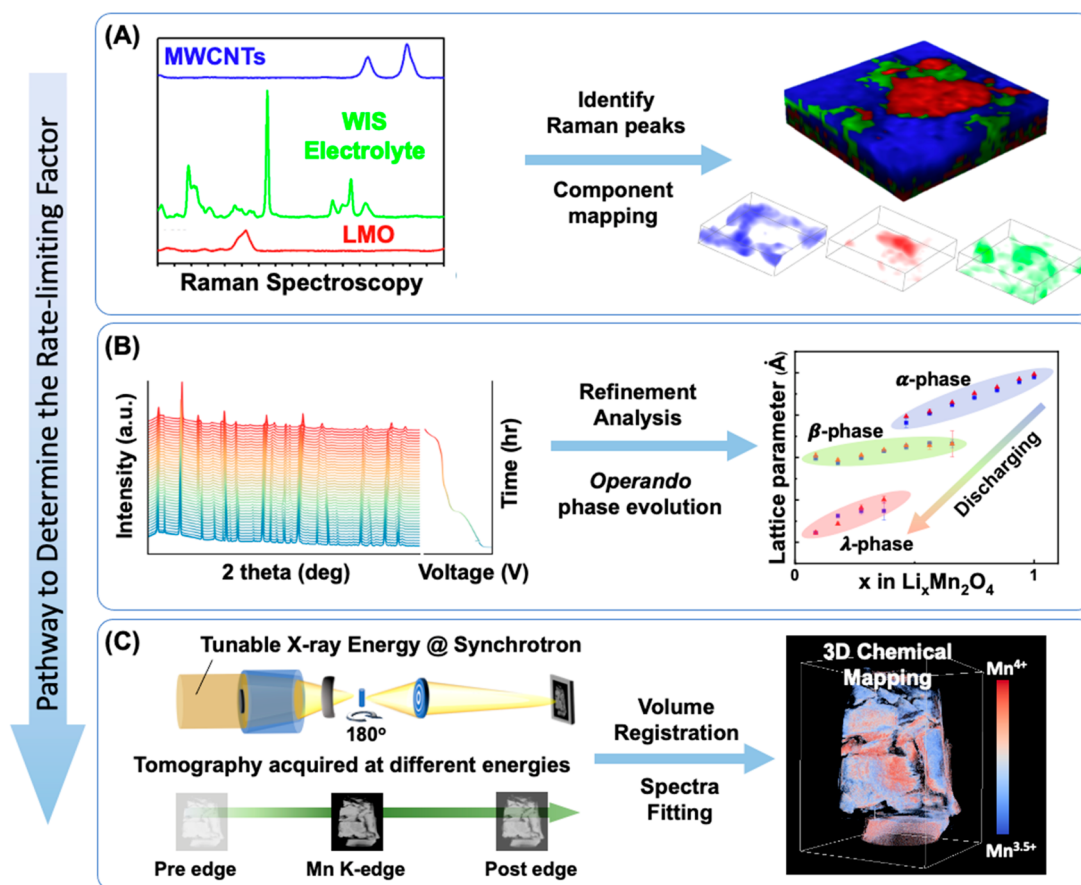 Pathway to Determine the Rate-limiting Factor
(A)
MWCNTs
WIS
Electrolyte
LMO
Raman Spectroscopy
Identify
Raman peaks
Component
mapping
(B)
Intensity (a.u.)
2 theta (deg)
Voltage (V)
Time (hr)
Refinement
Analysis
Operando
phase evolution
Lattice parameter (Å)
α-phase
β-phase
λ-phase
Discharging
0
1
x in LiₓMn₂O₄
(C)
Tunable X-ray Energy @ Synchrotron
180°
Tomography acquired at different energies
Pre edge
Mn K-edge
Post edge
Volume
Registration
Spectra
Fitting
3D Chemical
Mapping
Mn⁴⁺
Mn³·⁵⁺